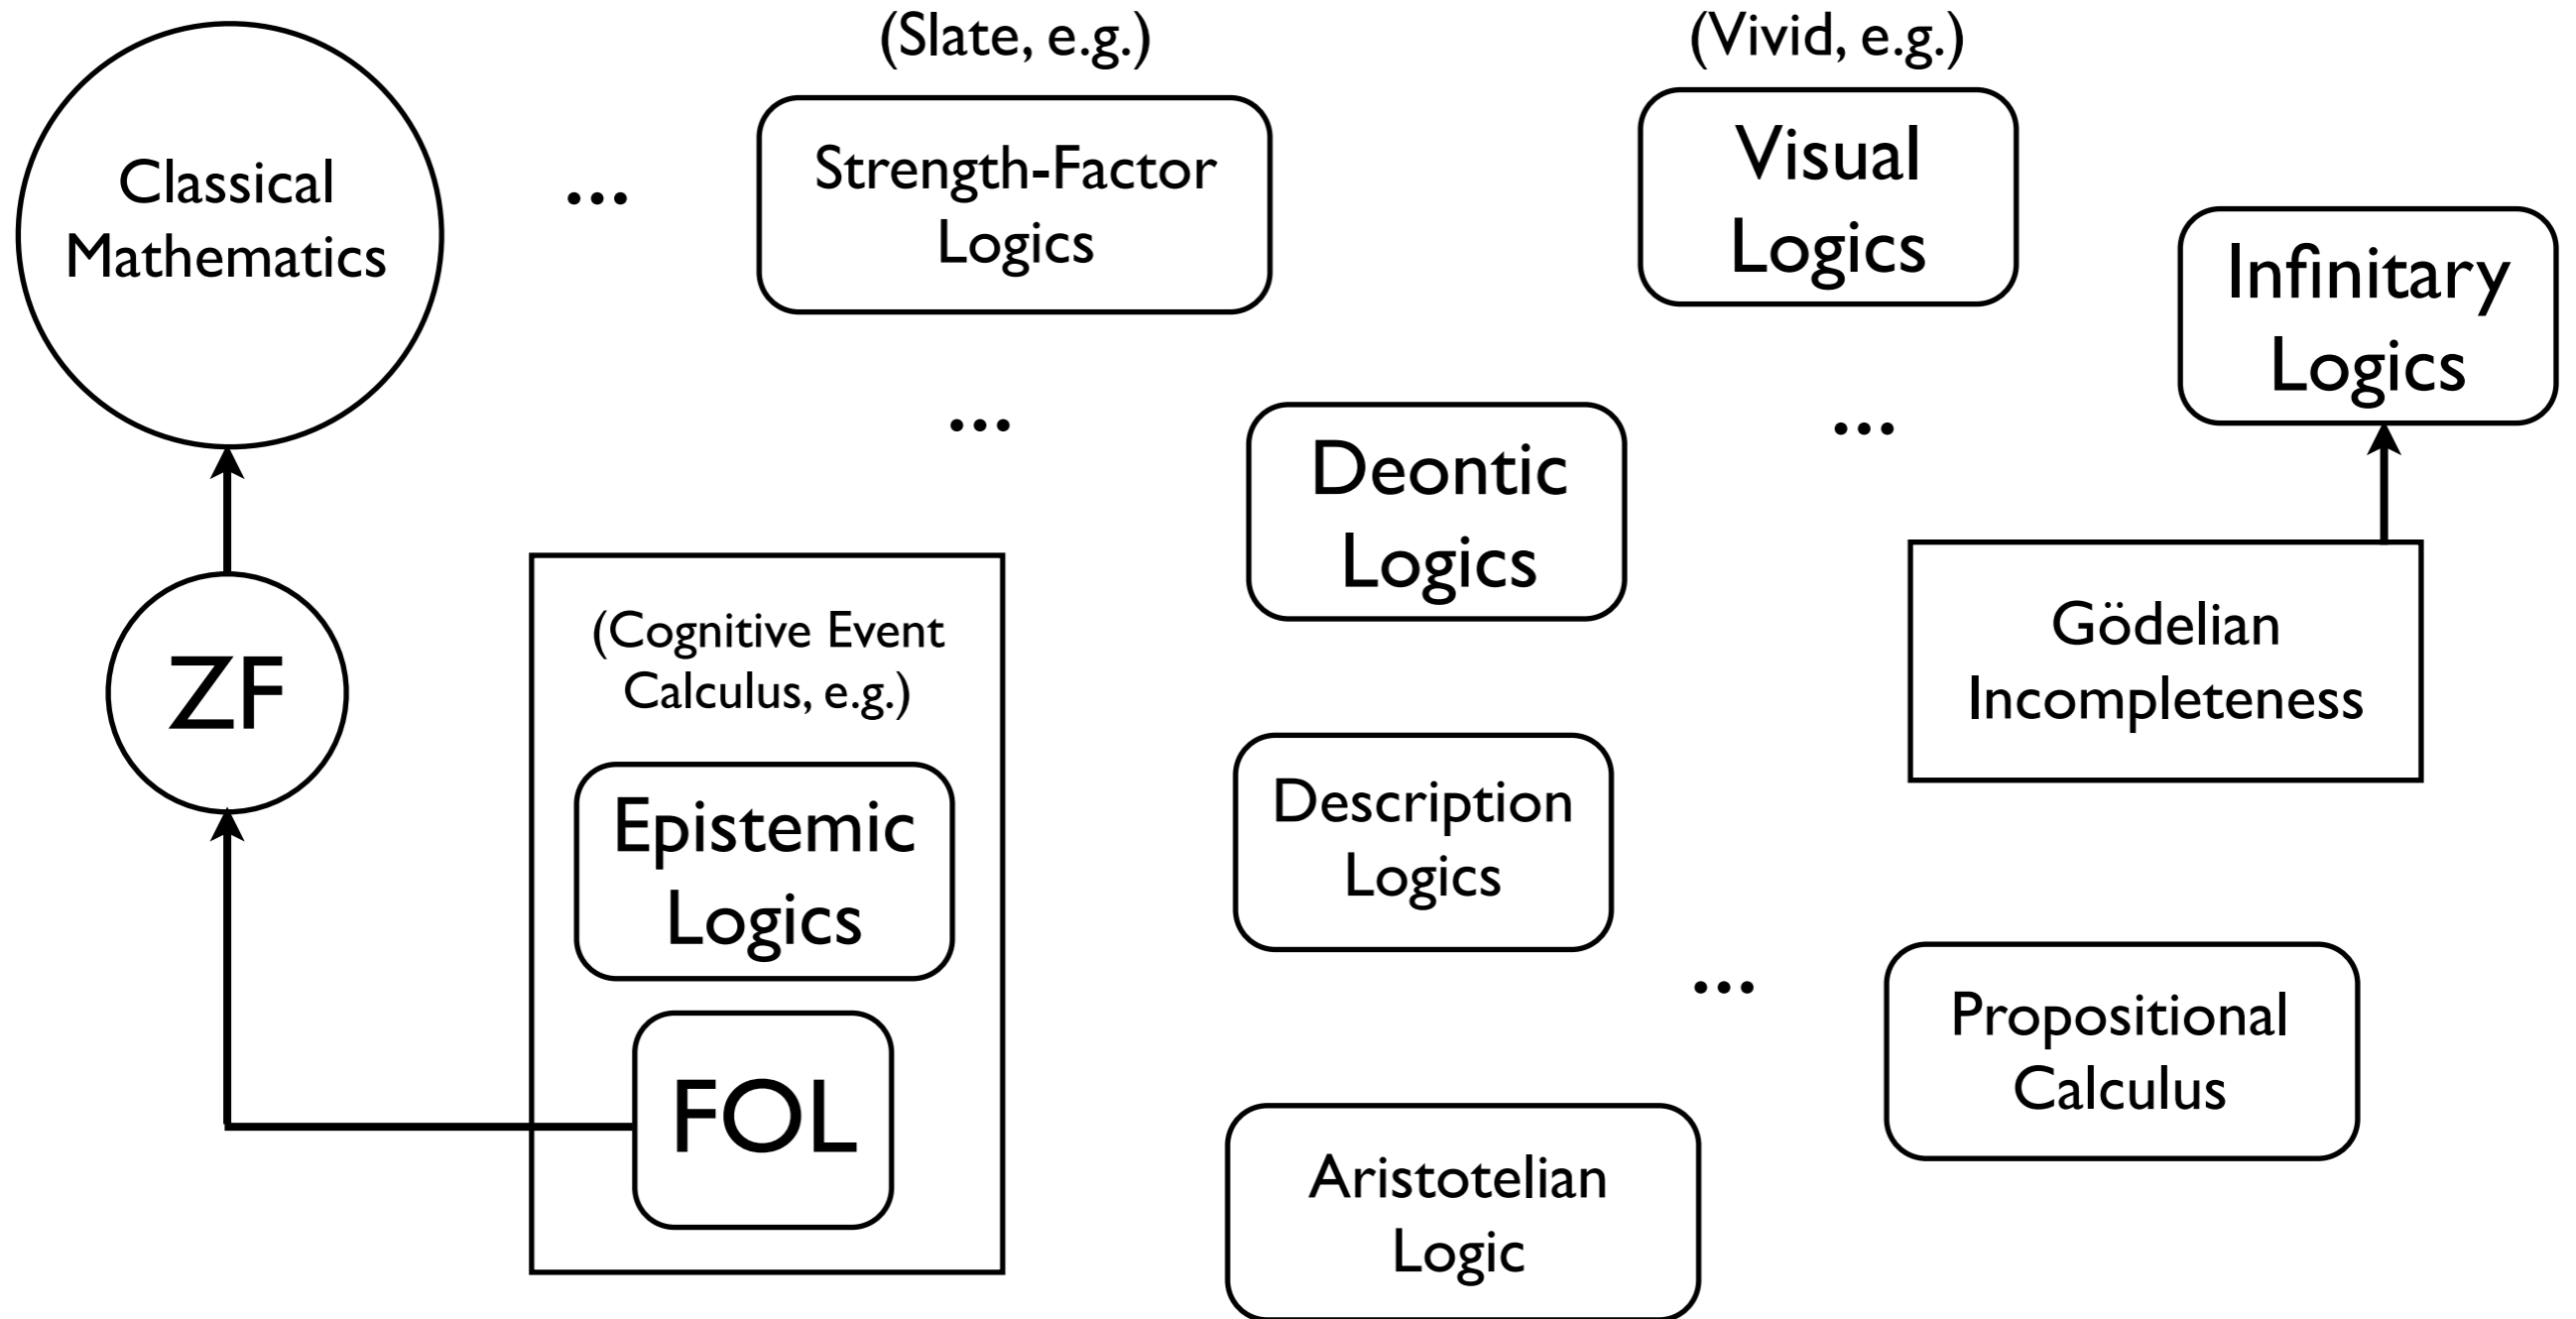 (Slate, e.g.)
(Vivid, e.g.)
Classical
Mathematics
...
Strength-Factor
Logics
Visual
Logics
Infinitary
Logics
...
Deontic
Logics
...
ZF
(Cognitive Event
Calculus, e.g.)
Gödelian
Incompleteness
Epistemic
Logics
Description
Logics
FOL
...
Propositional
Calculus
Aristotelian
Logic